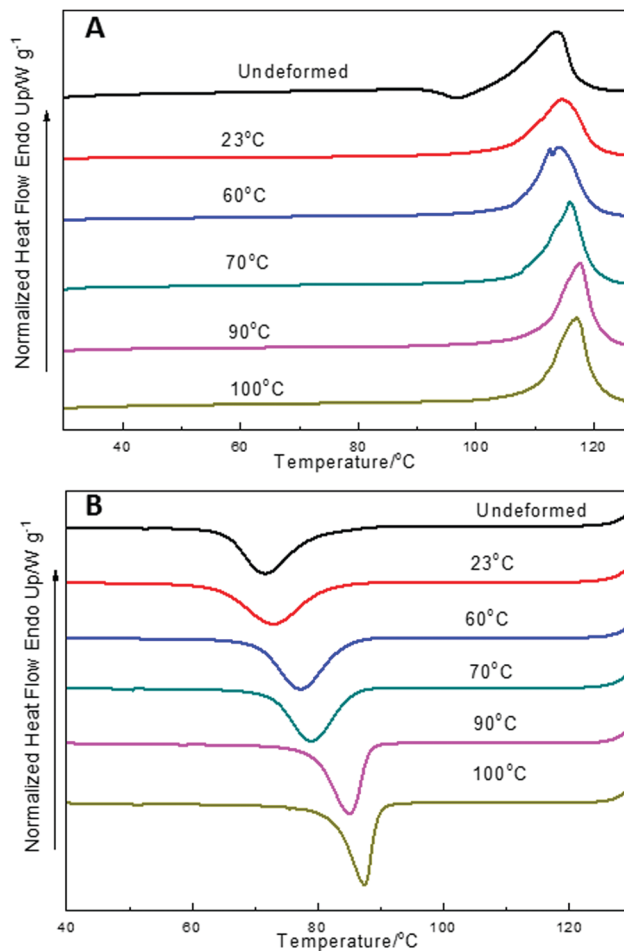 A
Undeformed
23°C
60°C
70°C
90°C
100°C
Normalized Heat Flow Endo Up/W g⁻¹
40 60 80 100 120
Temperature/°C
B
Undeformed
23°C
60°C
70°C
90°C
100°C
Normalized Heat Flow Endo Up/W g⁻¹
40 60 80 100 120
Temperature/°C